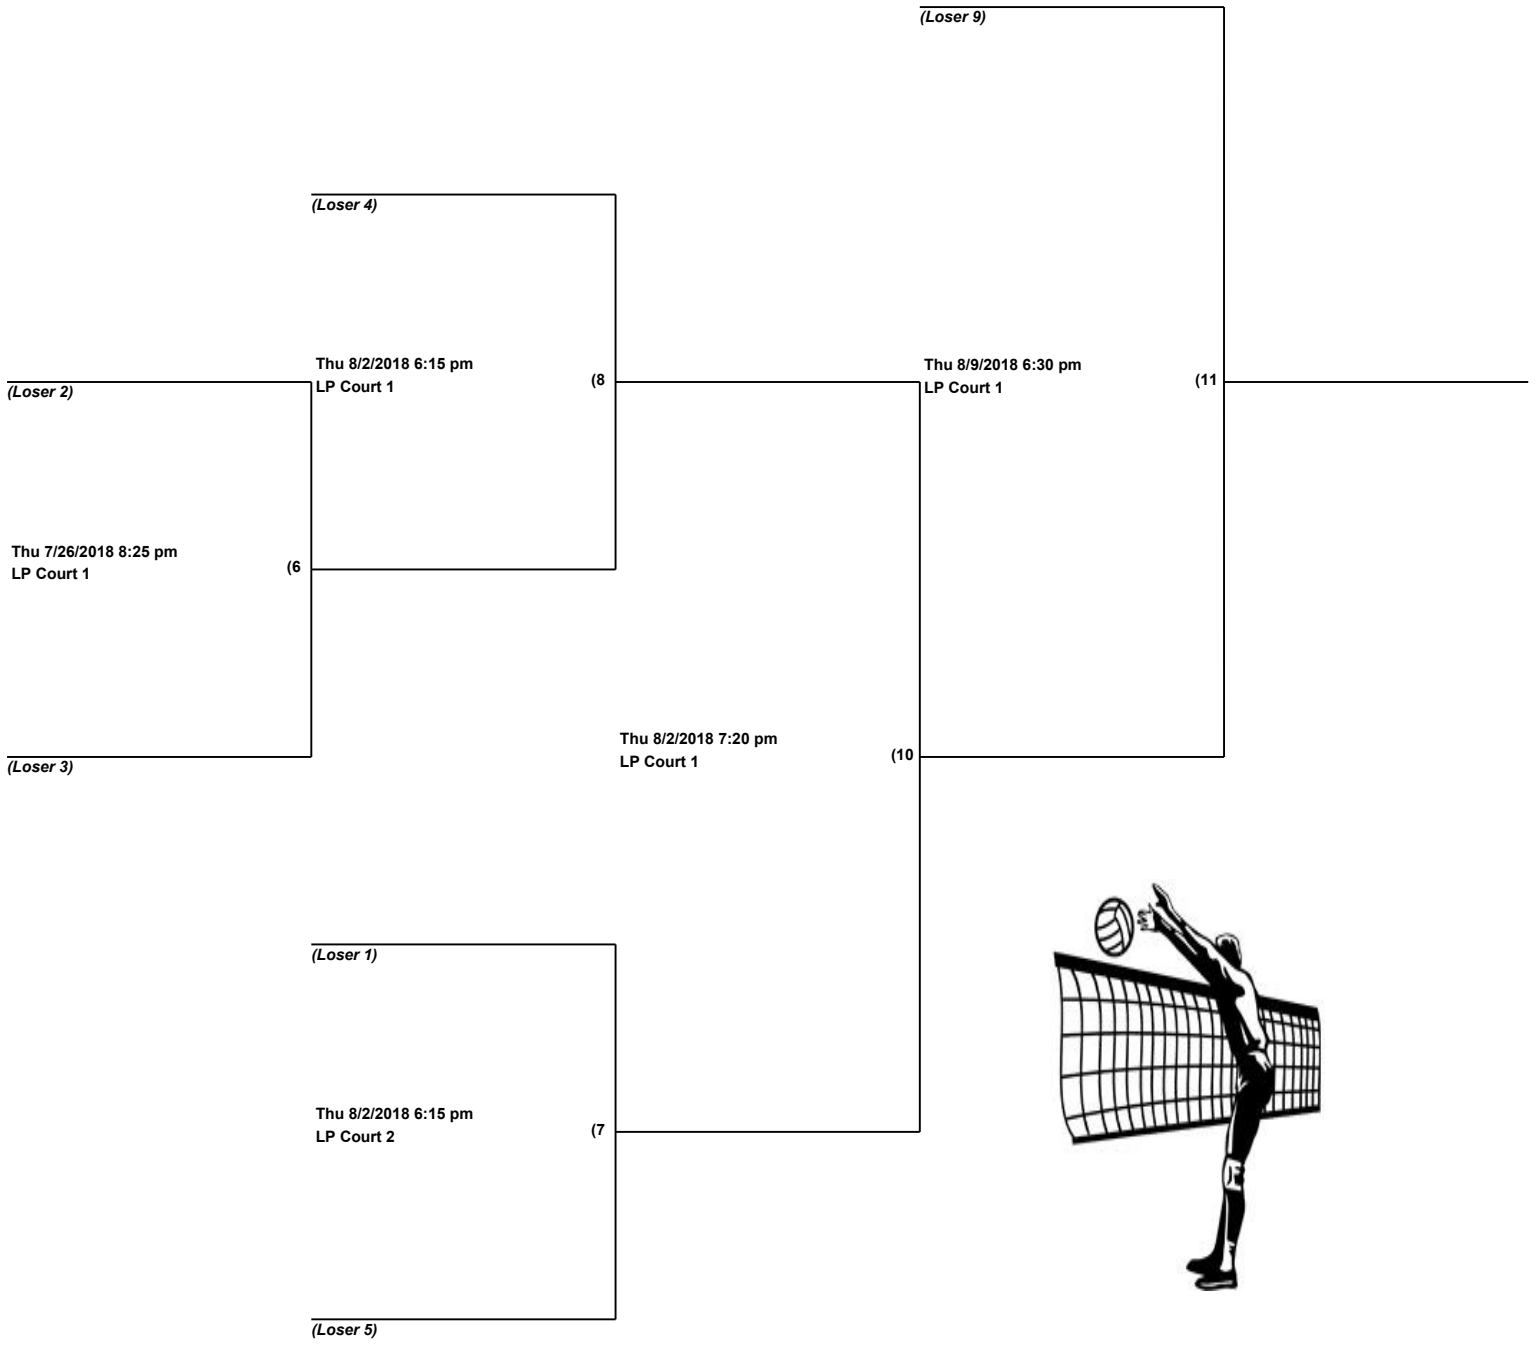 (Loser 9)
(Loser 4)
Thu 8/2/2018 6:15 pm
LP Court 1
(8
Thu 8/9/2018 6:30 pm
LP Court 1
(11
(Loser 2)
Thu 7/26/2018 8:25 pm
LP Court 1
(6
Thu 8/2/2018 7:20 pm
LP Court 1
(10
(Loser 3)
(Loser 1)
Thu 8/2/2018 6:15 pm
LP Court 2
(7
(Loser 5)